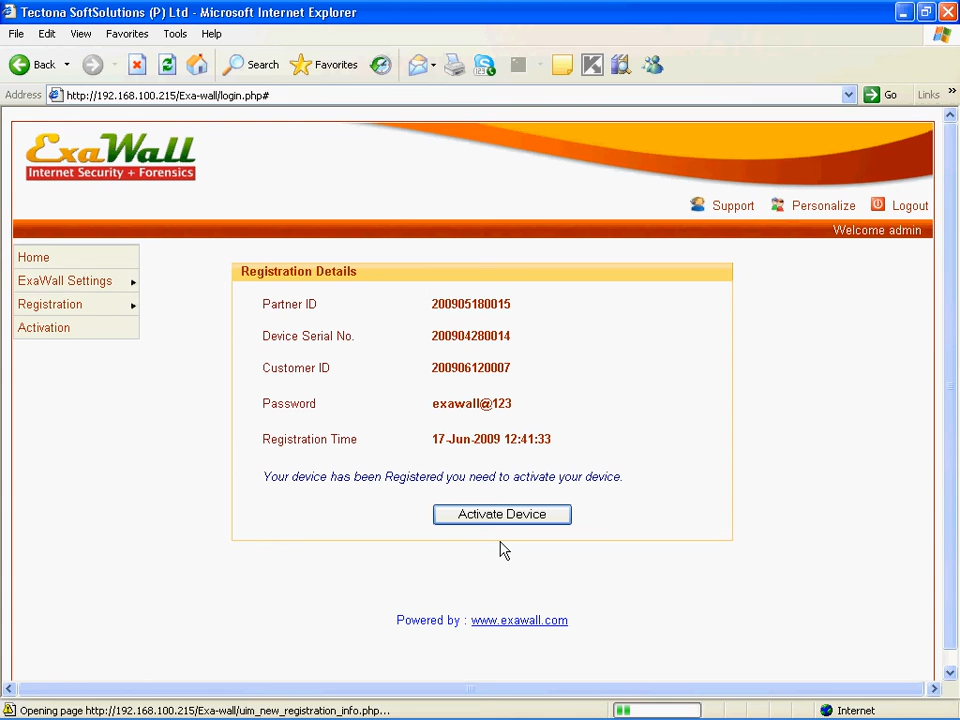 Tectona SoftSolutions (P) Ltd - Microsoft Internet Explorer
File Edit View Favorites Tools Help
Back Search Favorites
Address http://192.168.100.215/Exa-wall/login.php# Go Links »
ExaWall
Internet Security + Forensics
Support Personalize Logout
Welcome admin
Home
ExaWall Settings
Registration
Activation
Registration Details
Partner ID 200905180015
Device Serial No. 200904280014
Customer ID 200906120007
Password exawall@123
Registration Time 17-Jun-2009 12:41:33
Your device has been Registered you need to activate your device.
Activate Device
Powered by : www.exawall.com
Opening page http://192.168.100.215/Exa-wall/uim_new_registration_info.php... Internet